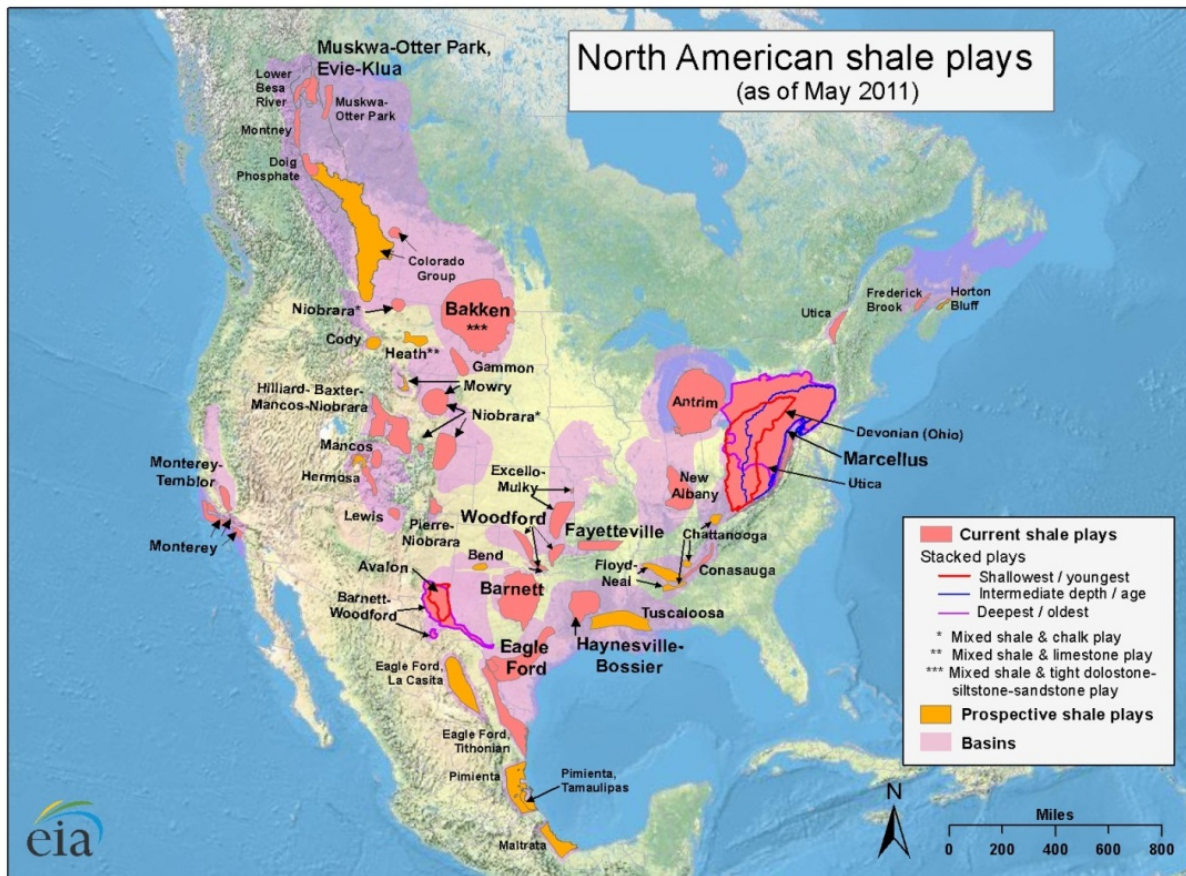 North American shale plays
(as of May 2011)
Muskwa-Otter Park,
Evie-Klua
Lower
Besa
River
Muskwa-
Otter Park
Montney
Doig
Phosphate
Colorado
Group
Niobrara*
Bakken
***
Cody
Heath**
Gammon
Mowry
Hilliard- Baxter-
Mancos-Niobrara
Niobrara*
Mancos
Hermosa
Monterey-
Temblor
Monterey
Lewis
Pierre-
Niobrara
Excello-
Mulky
Woodford
Fayetteville
Bend
Antrim
New
Albany
Chattanooga
Floyd-
Neal
Conasauga
Utica
Frederick
Brook
Horton
Bluff
Devonian (Ohio)
Marcellus
Utica
Avalon
Barnett-
Woodford
Barnett
Tuscaloosa
Haynesville-
Bossier
Eagle
Ford
Eagle Ford,
La Casita
Eagle Ford,
Tithonian
Pimienta
Pimienta,
Tamaulipas
Maltrata
Current shale plays
Stacked plays
Shallowest / youngest
Intermediate depth / age
Deepest / oldest
* Mixed shale & chalk play
** Mixed shale & limestone play
*** Mixed shale & tight dolostone-
siltstone-sandstone play
Prospective shale plays
Basins
N
Miles
0 200 400 600 800
eia